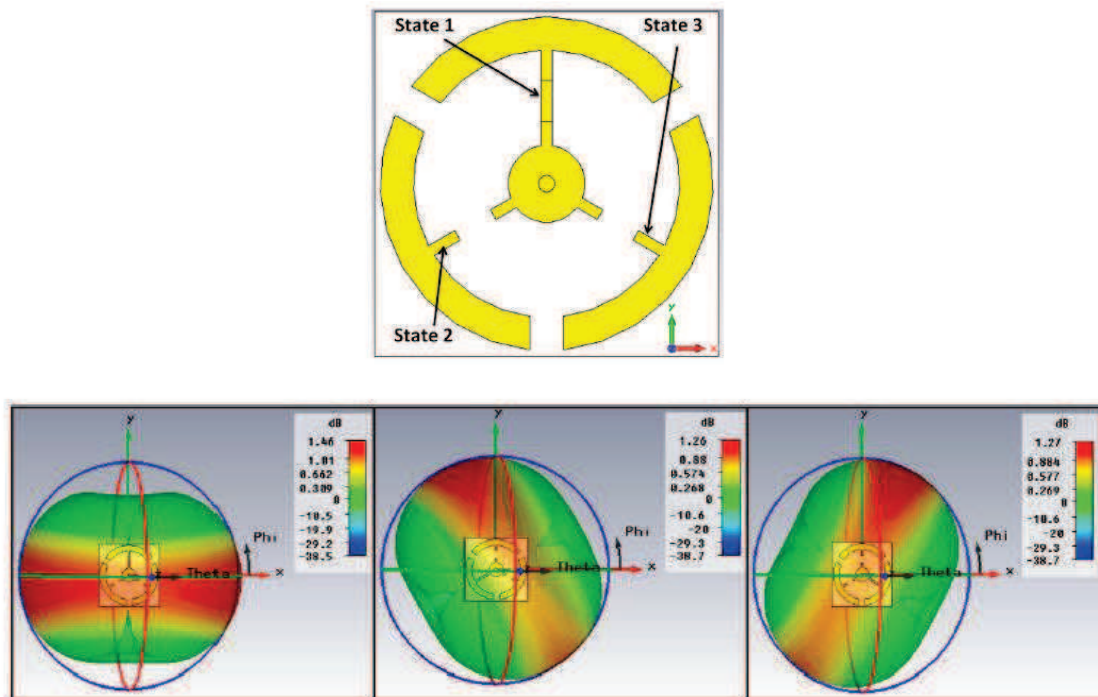 State 1
State 3
State 2
y
x
y
dB
1.46
1.01
0.662
0.309
0
-10.5
-19.9
-29.2
-38.5
Phi
Theta
x
y
dB
1.26
0.88
0.574
0.268
0
-10.6
-20
-29.3
-38.7
Phi
Theta
x
y
dB
1.27
0.884
0.577
0.269
0
-10.6
-20
-29.3
-38.7
Phi
Theta
x